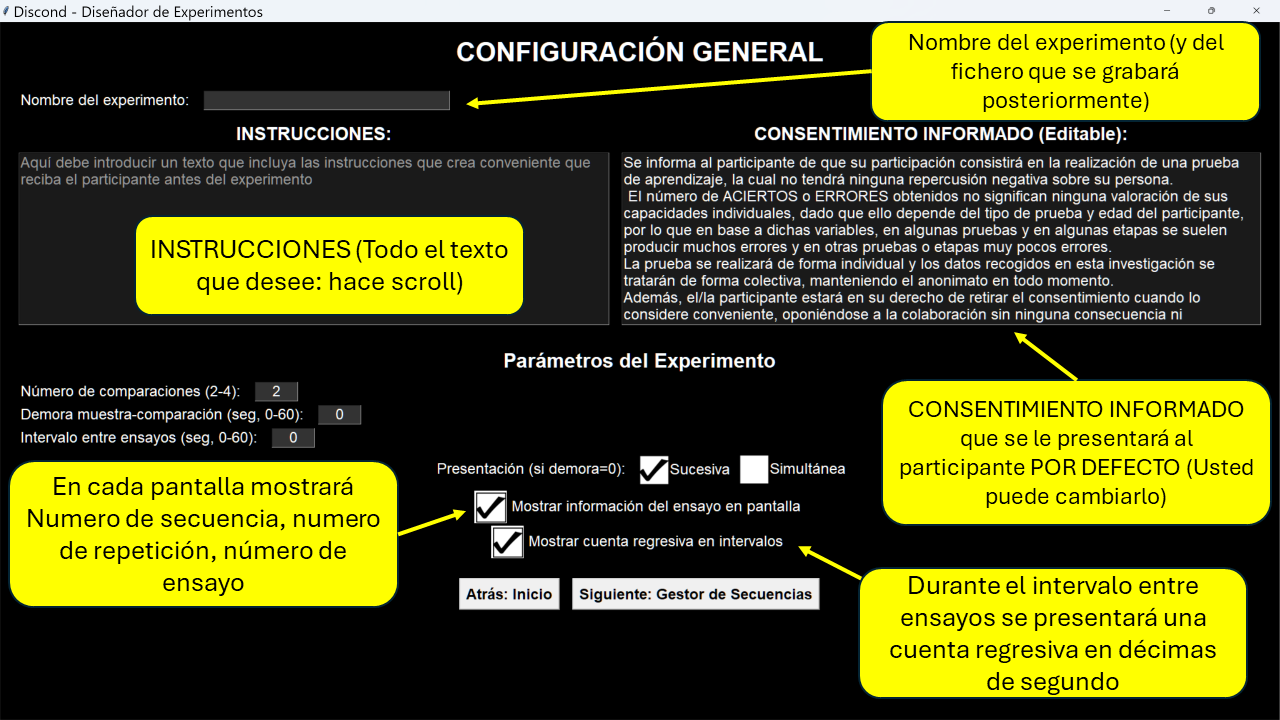 Discond - Diseñador de Experimentos
CONFIGURACIÓN GENERAL
Nombre del experimento (y del
fichero que se grabará
posteriormente)
Nombre del experimento:
INSTRUCCIONES:
Aquí debe introducir un texto que incluya las instrucciones que crea conveniente que
reciba el participante antes del experimento
INSTRUCCIONES (Todo el texto
que desee: hace scroll)
CONSENTIMIENTO INFORMADO (Editable):
Se informa al participante de que su participación consistirá en la realización de una prueba
de aprendizaje, la cual no tendrá ninguna repercusión negativa sobre su persona.
El número de ACIERTOS o ERRORES obtenidos no significan ninguna valoración de sus
capacidades individuales, dado que ello depende del tipo de prueba y edad del participante,
por lo que en base a dichas variables, en algunas pruebas y en algunas etapas se suelen
producir muchos errores y en otras pruebas o etapas muy pocos errores.
La prueba se realizará de forma individual y los datos recogidos en esta investigación se
tratarán de forma colectiva, manteniendo el anonimato en todo momento.
Además, el/la participante estará en su derecho de retirar el consentimiento cuando lo
considere conveniente, oponiéndose a la colaboración sin ninguna consecuencia ni
Parámetros del Experimento
Número de comparaciones (2-4): 2
Demora muestra-comparación (seg, 0-60): 0
Intervalo entre ensayos (seg, 0-60): 0
CONSENTIMIENTO INFORMADO
que se le presentará al
participante POR DEFECTO (Usted
puede cambiarlo)
Presentación (si demora=0): Sucesiva Simultánea
Mostrar información del ensayo en pantalla
Mostrar cuenta regresiva en intervalos
En cada pantalla mostrará
Numero de secuencia, numero
de repetición, número de
ensayo
Atrás: Inicio
Siguiente: Gestor de Secuencias
Durante el intervalo entre
ensayos se presentará una
cuenta regresiva en décimas
de segundo